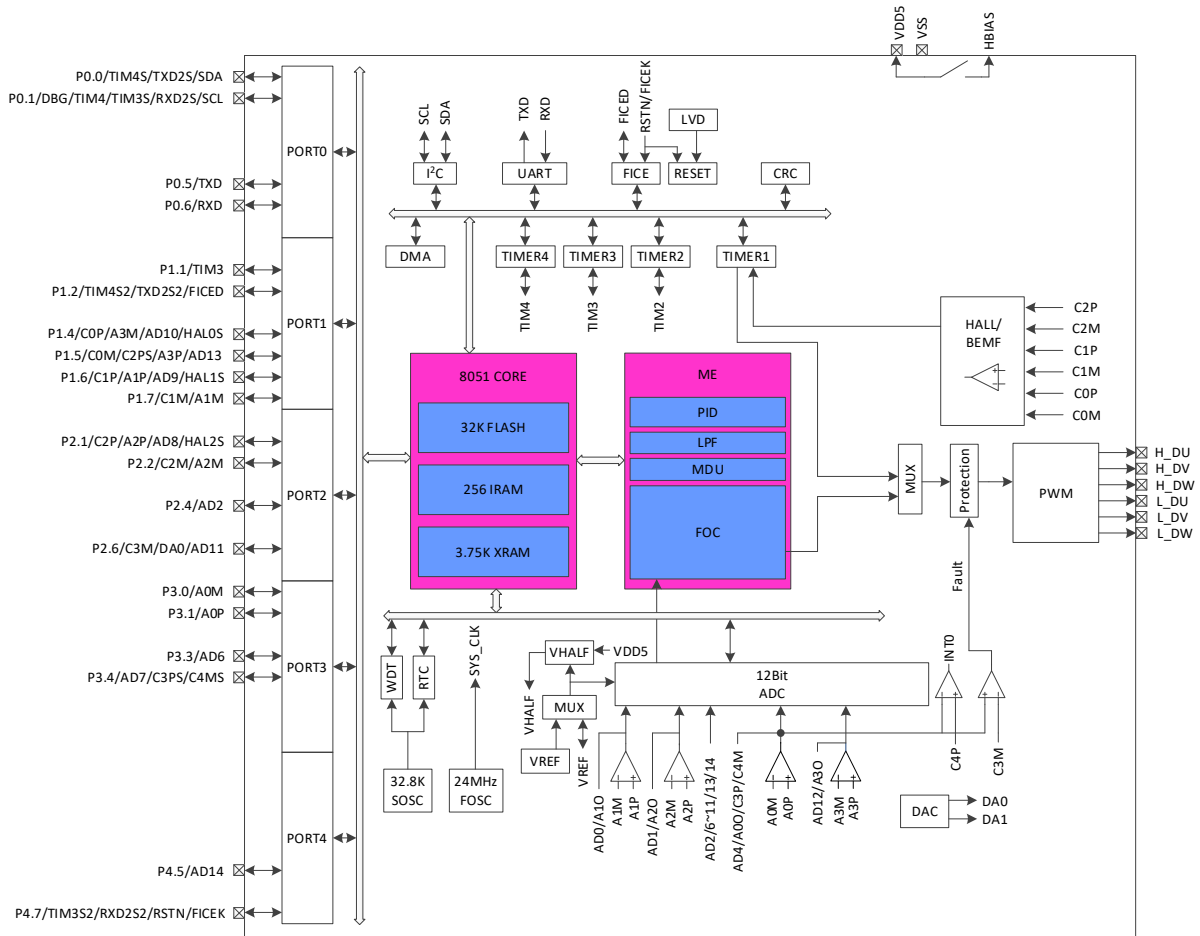 VDD5
VSS
HBIAS
P0.0/TIM4S/TXD2S/SDA
P0.1/DBG/TIM4/TIM3S/RXD2S/SCL
P0.5/TXD
P0.6/RXD
P1.1/TIM3
P1.2/TIM4S2/TXD2S2/FICED
P1.4/C0P/A3M/AD10/HAL0S
P1.5/C0M/C2PS/A3P/AD13
P1.6/C1P/A1P/AD9/HAL1S
P1.7/C1M/A1M
P2.1/C2P/A2P/AD8/HAL2S
P2.2/C2M/A2M
P2.4/AD2
P2.6/C3M/DA0/AD11
P3.0/A0M
P3.1/A0P
P3.3/AD6
P3.4/AD7/C3PS/C4MS
P4.5/AD14
P4.7/TIM3S2/RXD2S2/RSTN/FICEK
PORT0
PORT1
PORT2
PORT3
PORT4
SCL
SDA
TXD
RXD
FICED
RSTN/FICEK
LVD
I²C
UART
FICE
RESET
CRC
DMA
TIMER4
TIMER3
TIMER2
TIMER1
TIM4
TIM3
TIM2
8051 CORE
32K FLASH
256 IRAM
3.75K XRAM
ME
PID
LPF
MDU
FOC
HALL/
BEMF
C2P
C2M
C1P
C1M
C0P
C0M
MUX
Protection
PWM
H_DU
H_DV
H_DW
L_DU
L_DV
L_DW
Fault
WDT
RTC
SYS_CLK
32.8K
SOSC
24MHz
FOSC
VHALF
VDD5
VHALF
MUX
VREF
VREF
12Bit
ADC
INT0
C4P
C3M
AD0/A1O
A1M
A1P
AD1/A2O
A2M
A2P
AD2/6~11/13/14
AD4/A0O/C3P/C4M
A0M
A0P
AD12/A3O
A3M
A3P
DAC
DA0
DA1